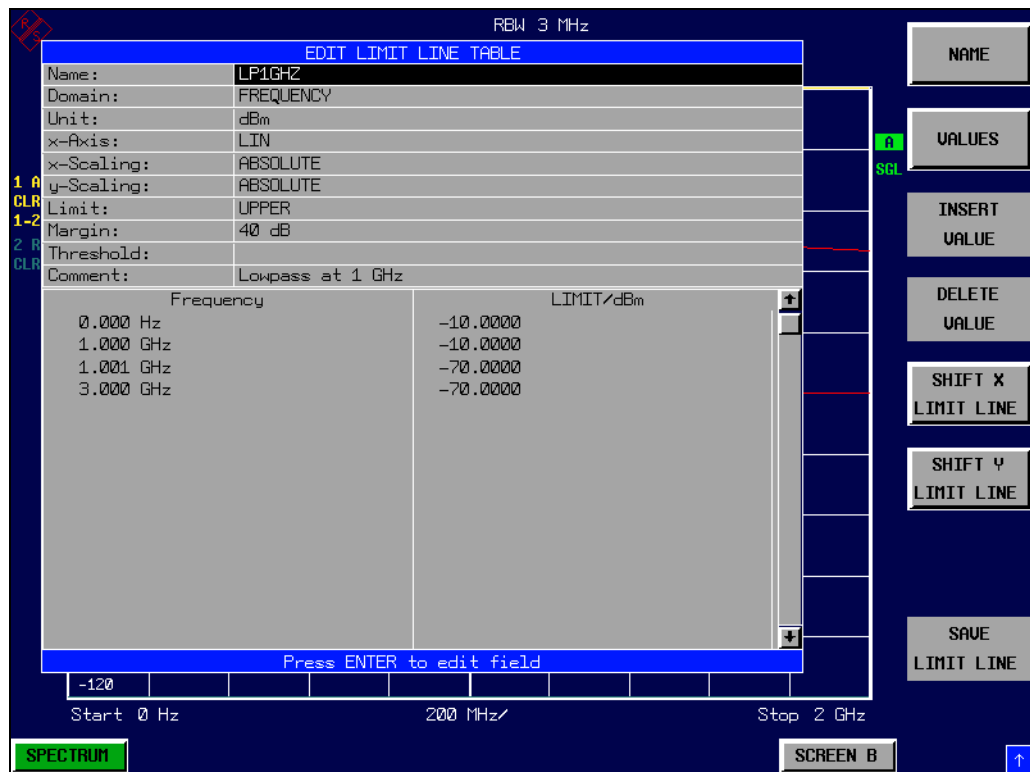 R S
RBW 3 MHz
EDIT LIMIT LINE TABLE
Name: LP1GHZ
Domain: FREQUENCY
Unit: dBm
x-Axis: LIN
x-Scaling: ABSOLUTE
y-Scaling: ABSOLUTE
Limit: UPPER
Margin: 40 dB
Threshold:
Comment: Lowpass at 1 GHz
Frequency LIMIT/dBm
0.000 Hz -10.0000
1.000 GHz -10.0000
1.001 GHz -70.0000
3.000 GHz -70.0000
Press ENTER to edit field
1 A
CLR
1-2
2 R
CLR
A
SGL
-120
Start 0 Hz 200 MHz/ Stop 2 GHz
SPECTRUM SCREEN B
NAME
VALUES
INSERT
VALUE
DELETE
VALUE
SHIFT X
LIMIT LINE
SHIFT Y
LIMIT LINE
SAVE
LIMIT LINE